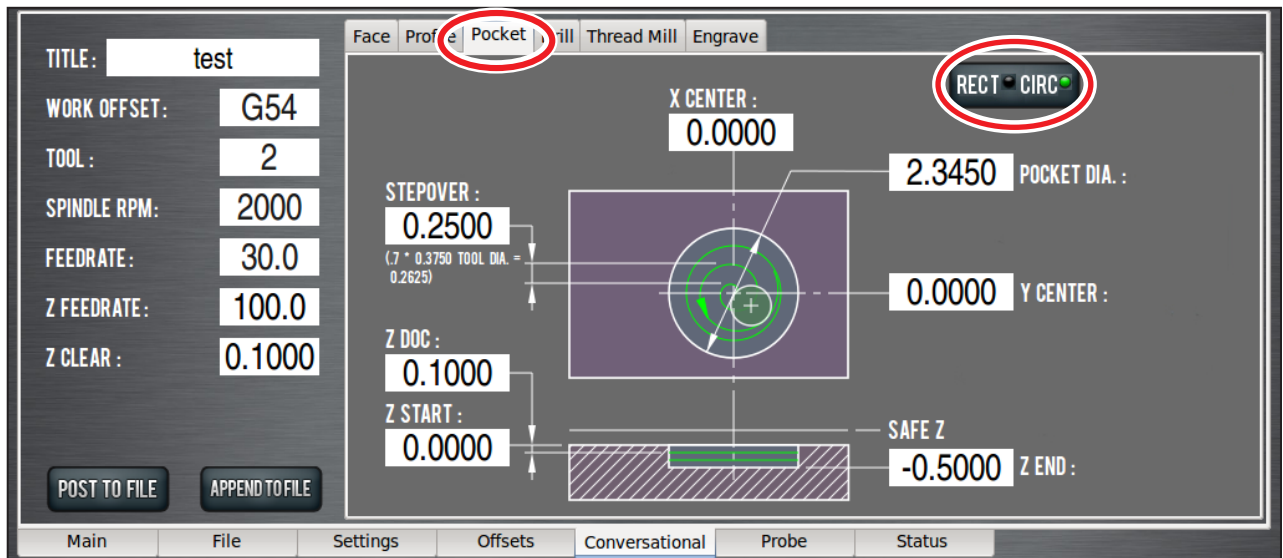 Face Profile Pocket Drill Thread Mill Engrave
TITLE: test
WORK OFFSET: G54
TOOL : 2
SPINDLE RPM: 2000
FEEDRATE: 30.0
Z FEEDRATE: 100.0
Z CLEAR : 0.1000
POST TO FILE APPEND TO FILE
RECT CIRC
X CENTER :
0.0000
2.3450 POCKET DIA. :
STEPOVER :
0.2500
(.7 * 0.3750 TOOL DIA. =
0.2625)
0.0000 Y CENTER :
Z DOC :
0.1000
Z START :
0.0000
SAFE Z
-0.5000 Z END :
Main File Settings Offsets Conversational Probe Status